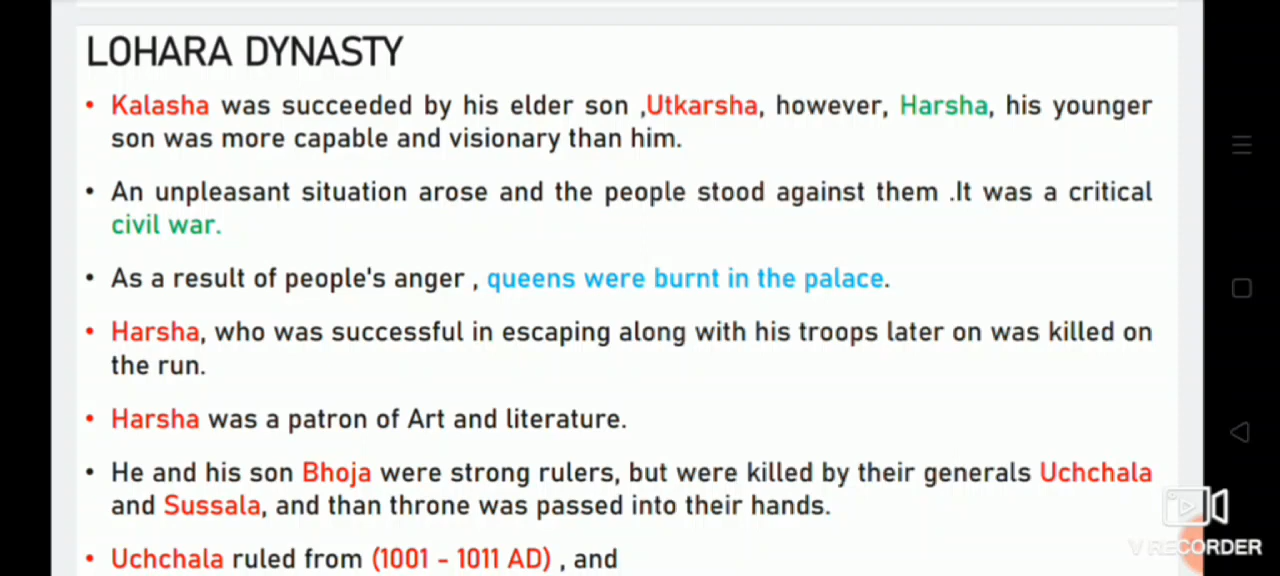 LOHARA DYNASTY
• Kalasha was succeeded by his elder son ,Utkarsha, however, Harsha, his younger
son was more capable and visionary than him.
• An unpleasant situation arose and the people stood against them .It was a critical
civil war.
• As a result of people's anger , queens were burnt in the palace.
• Harsha, who was successful in escaping along with his troops later on was killed on
the run.
• Harsha was a patron of Art and literature.
• He and his son Bhoja were strong rulers, but were killed by their generals Uchchala
and Sussala, and than throne was passed into their hands.
• Uchchala ruled from (1001 - 1011 AD) , and
V RECORDER